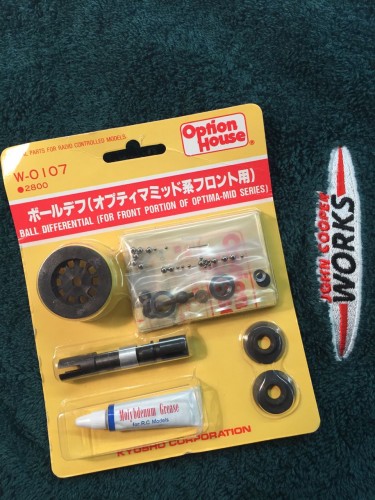 PARTS FOR RADIO CONTROLLED MODELS.
Option
House
W-0107
●2800
ボールデフ(オプティマミッド系フロント用)
BALL DIFFERENTIAL (FOR FRONT PORTION OF OPTIMA-MID SERIES)
JOHN COOPER
WORKS
Molybdenum Grease
for R/C Models
KYOSHO CORPORATION